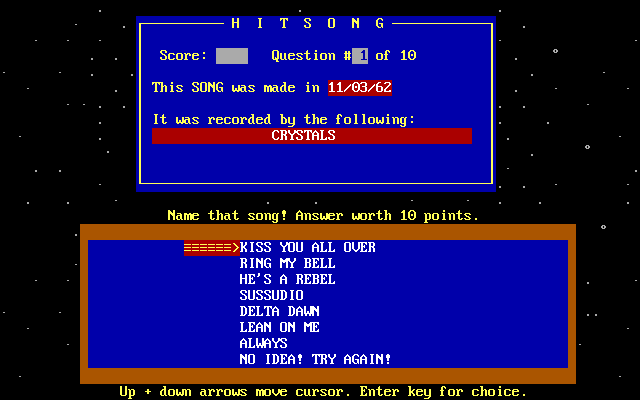 H I T S O N G
Score: Question # 1 of 10
This SONG was made in 11/03/62
It was recorded by the following:
CRYSTALS
Name that song! Answer worth 10 points.
══════>KISS YOU ALL OVER
RING MY BELL
HE'S A REBEL
SUSSUDIO
DELTA DAWN
LEAN ON ME
ALWAYS
NO IDEA! TRY AGAIN!
Up + down arrows move cursor. Enter key for choice.